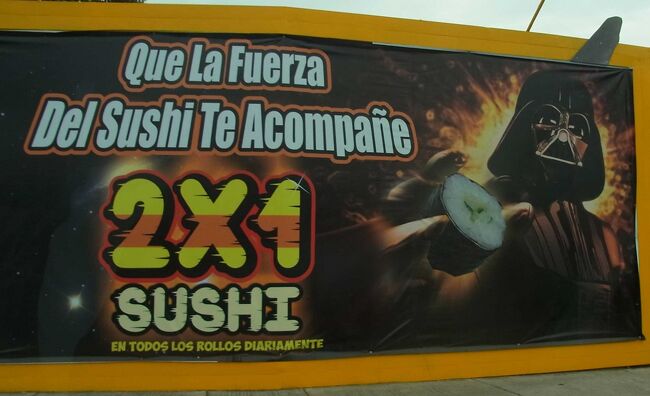 Que La Fuerza
Del Sushi Te Acompañe
2X1
SUSHI
EN TODOS LOS ROLLOS DIARIAMENTE